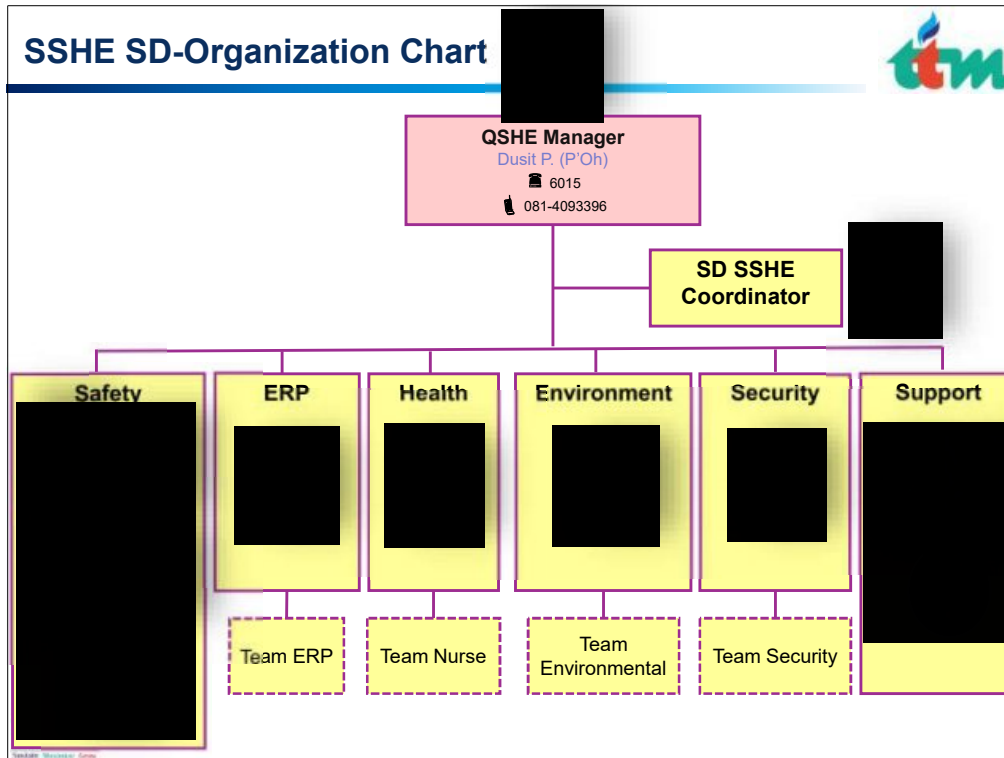 SSHE SD-Organization Chart
ttm
QSHE Manager
Dusit P. (P'Oh)
6015
081-4093396
SD SSHE
Coordinator
Safety
ERP
Health
Environment
Security
Support
Team ERP
Team Nurse
Team
Environmental
Team Security